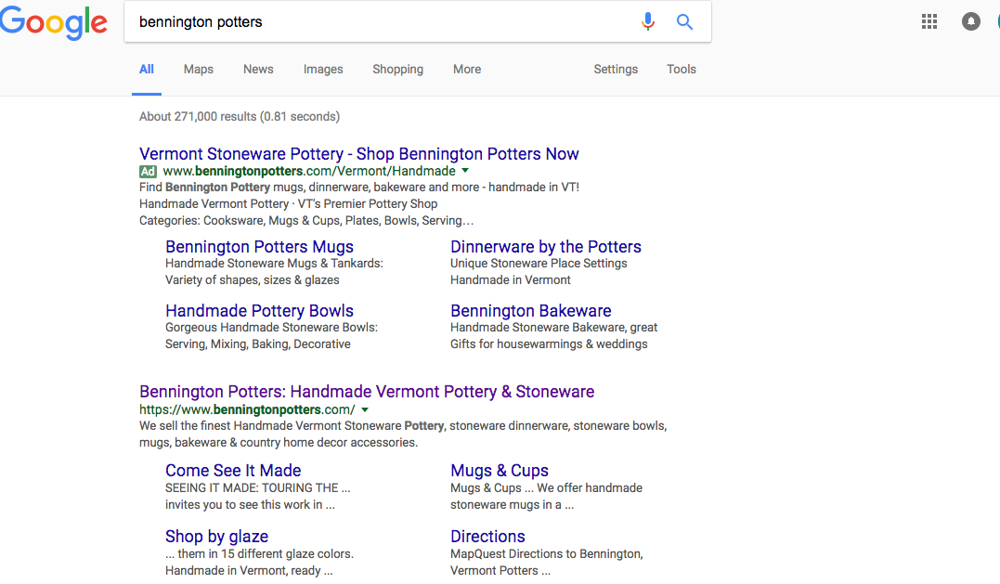 Google
bennington potters
All Maps News Images Shopping More Settings Tools
About 271,000 results (0.81 seconds)
Vermont Stoneware Pottery - Shop Bennington Potters Now
Ad www.benningtonpotters.com/Vermont/Handmade
Find Bennington Pottery mugs, dinnerware, bakeware and more - handmade in VT!
Handmade Vermont Pottery · VT's Premier Pottery Shop
Categories: Cooksware, Mugs & Cups, Plates, Bowls, Serving…
Bennington Potters Mugs
Handmade Stoneware Mugs & Tankards:
Variety of shapes, sizes & glazes
Dinnerware by the Potters
Unique Stoneware Place Settings
Handmade in Vermont
Handmade Pottery Bowls
Gorgeous Handmade Stoneware Bowls:
Serving, Mixing, Baking, Decorative
Bennington Bakeware
Handmade Stoneware Bakeware, great
Gifts for housewarmings & weddings
Bennington Potters: Handmade Vermont Pottery & Stoneware
https://www.benningtonpotters.com/
We sell the finest Handmade Vermont Stoneware Pottery, stoneware dinnerware, stoneware bowls,
mugs, bakeware & country home decor accessories.
Come See It Made
SEEING IT MADE: TOURING THE ...
invites you to see this work in ...
Mugs & Cups
Mugs & Cups ... We offer handmade
stoneware mugs in a ...
Shop by glaze
... them in 15 different glaze colors.
Handmade in Vermont, ready ...
Directions
MapQuest Directions to Bennington,
Vermont Potters ...